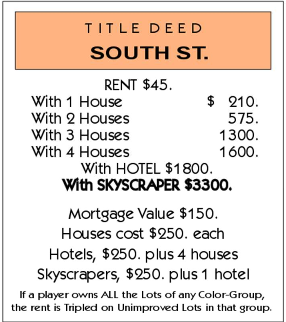 TITLE DEED
SOUTH ST.
RENT $45.
With 1 House $ 210.
With 2 Houses 575.
With 3 Houses 1300.
With 4 Houses 1600.
With HOTEL $1800.
With SKYSCRAPER $3300.
Mortgage Value $150.
Houses cost $250. each
Hotels, $250. plus 4 houses
Skyscrapers, $250. plus 1 hotel
If a player owns ALL the Lots of any Color-Group,
the rent is Tripled on Unimproved Lots in that group.